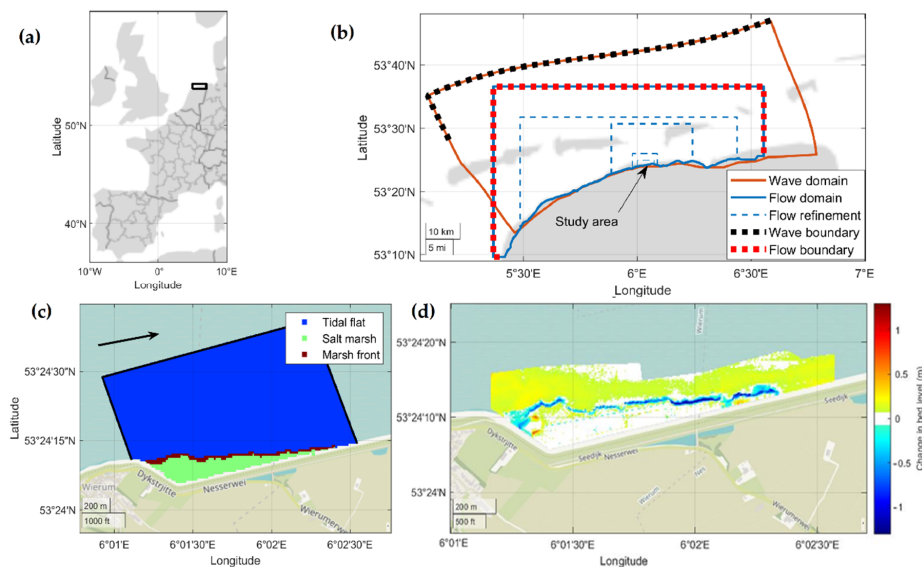 (a)
50°N
40°N
Latitude
10°W
0°
10°E
Longitude
(b)
53°40'N
53°30'N
53°20'N
53°10'N
Latitude
Study area
10 km
5 mi
Wave domain
Flow domain
Flow refinement
Wave boundary
Flow boundary
5°30'E
6°E
6°30'E
7°E
Longitude
(c)
Tidal flat
Salt marsh
Marsh front
53°24'30"N
53°24'15"N
53°24'N
Latitude
Wierum
Dykstrjitte
Nesserwei
Wierumerwei
200 m
1000 ft
6°01'E
6°01'30"E
6°02'E
6°02'30"E
Longitude
(d)
Wierum
53°24'20"N
53°24'10"N
53°24'N
Latitude
Seedijk
Seedijk
Nesserwei
Dykstrjitte
Wierumerwei
200 m
500 ft
6°01'E
6°01'30"E
6°02'E
6°02'30"E
Longitude
1
0.5
0
-0.5
-1
Change in bed level (m)